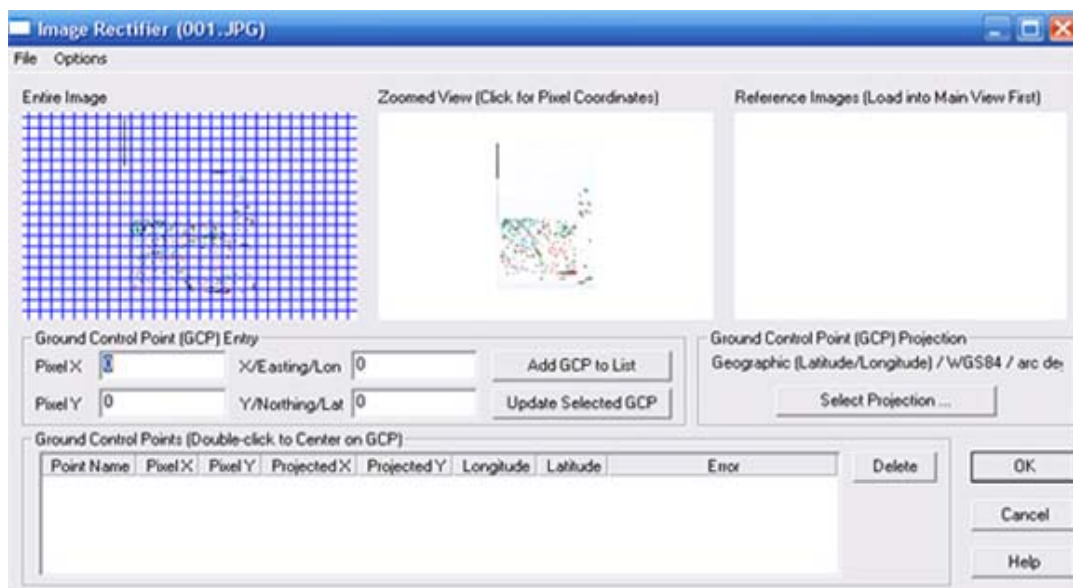 Image Rectifier (001.JPG)
File Options
Entire Image
Zoomed View (Click for Pixel Coordinates)
Reference Images (Load into Main View First)
Ground Control Point (GCP) Entry
Pixel X 0 X/Easting/Lon 0 Add GCP to List
Pixel Y 0 Y/Northing/Lat 0 Update Selected GCP
Ground Control Point (GCP) Projection
Geographic (Latitude/Longitude) / WGS84 / arc de
Select Projection ...
Ground Control Points (Double-click to Center on GCP)
Point Name Pixel X Pixel Y Projected X Projected Y Longitude Latitude Error
Delete
OK
Cancel
Help